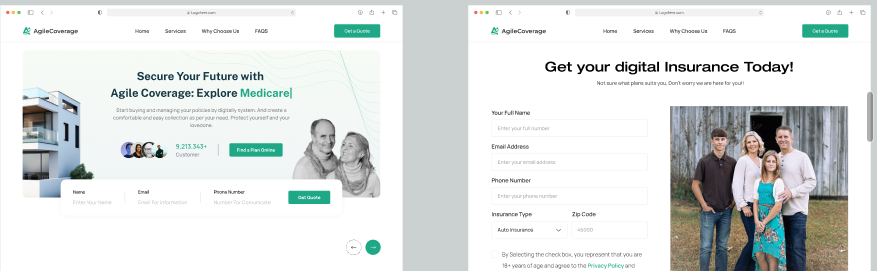 AgileCoverage
Home
Services
Why Choose Us
FAQS
Get a Quote
Secure Your Future with
Agile Coverage: Explore Medicare|
Start buying and managing your policies by digitally system. And create a
comfortable and easy collection as per your need. Protect yourself and your
lovedone.
9,213,343+
Customer
Find a Plan Online
Name
Enter Your Name
Email
Email For Information
Phone Number
Number For Comunicate
Get Quote
AgileCoverage
Home
Services
Why Choose Us
FAQS
Get a Quote
Get your digital Insurance Today!
Not sure what plans suits you. Don't worry we are here for you!!
Your Full Name
Enter your full number
Email Address
Enter your email address
Phone Number
Enter your phone number
Insurance Type
Zip Code
Auto Insurance
By Selecting the check box, you represent that you are
18+ years of age and agree to the Privacy Policy and